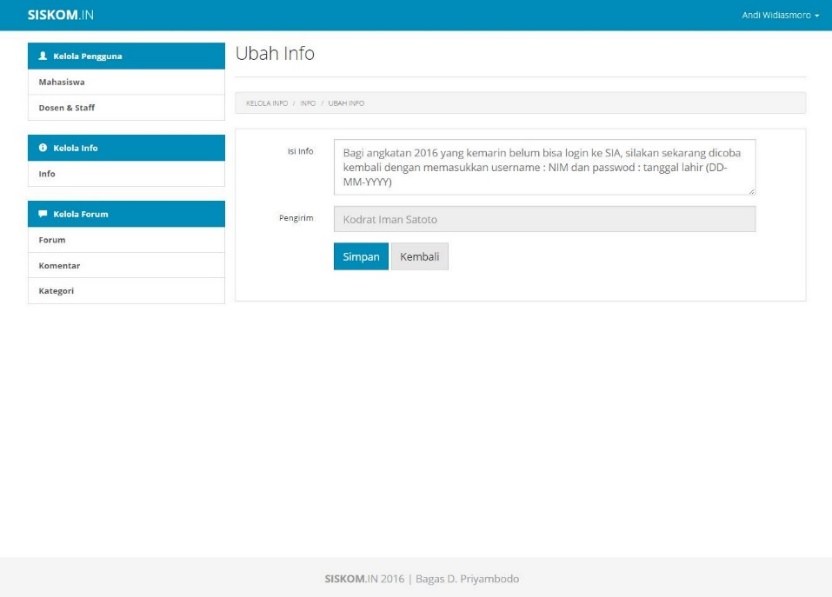 SISKOM.IN
Andi Widiasmoro
Kelola Pengguna
Mahasiswa
Dosen & Staff
Kelola Info
Info
Kelola Forum
Forum
Komentar
Kategori
Ubah Info
KELOLA INFO / INFO / UBAH INFO
Isi Info
Bagi angkatan 2016 yang kemarin belum bisa login ke SIA, silakan sekarang dicoba
kembali dengan memasukkan username : NIM dan passwod : tanggal lahir (DD-
MM-YYYY)
Pengirim
Kodrat Iman Satoto
Simpan Kembali
SISKOM.IN 2016 | Bagas D. Priyambodo